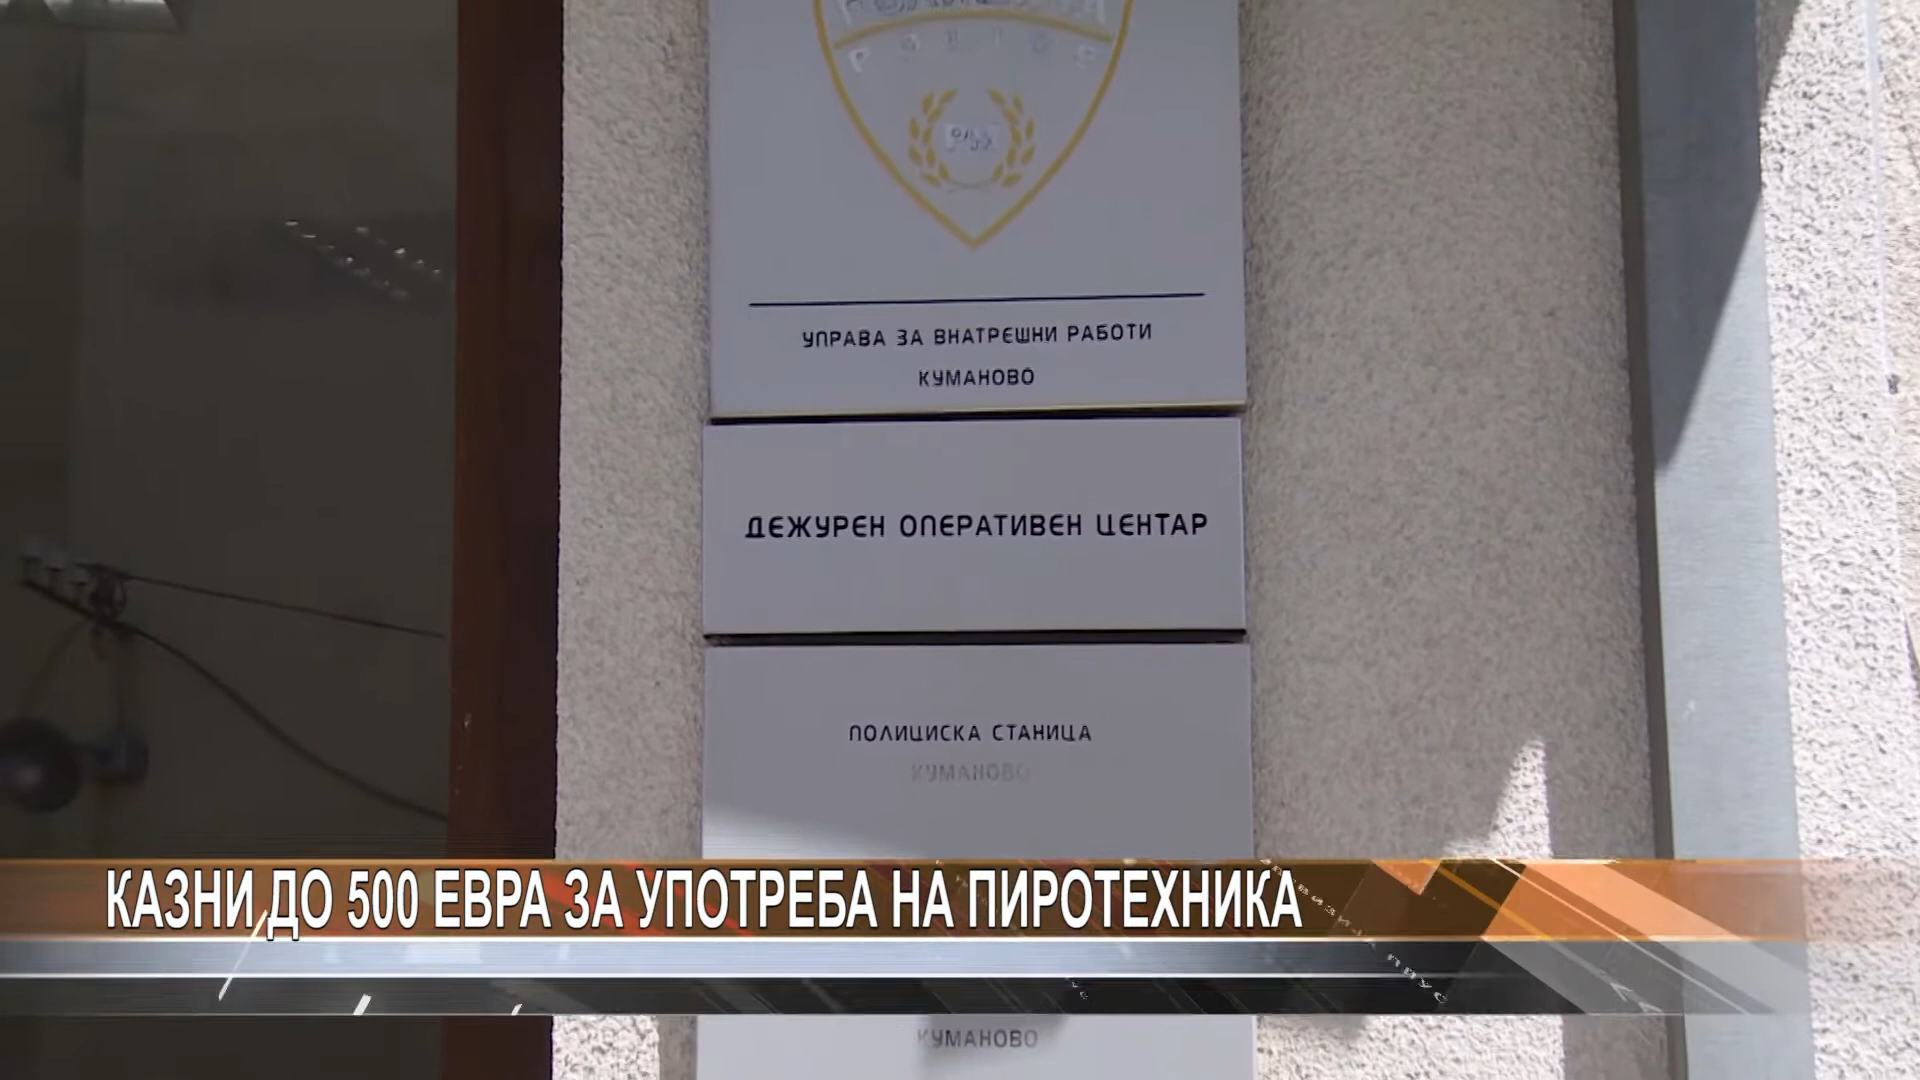 POLICE
УПРАВА ЗА ВНАТРЕШНИ РАБОТИ
КУМАНОВО
ДЕЖУРЕН ОПЕРАТИВЕН ЦЕНТАР
ПОЛИЦИСКА СТАНИЦА
КУМАНОВО
КАЗНИ ДО 500 ЕВРА ЗА УПОТРЕБА НА ПИРОТЕХНИКА
КУМАНОВО